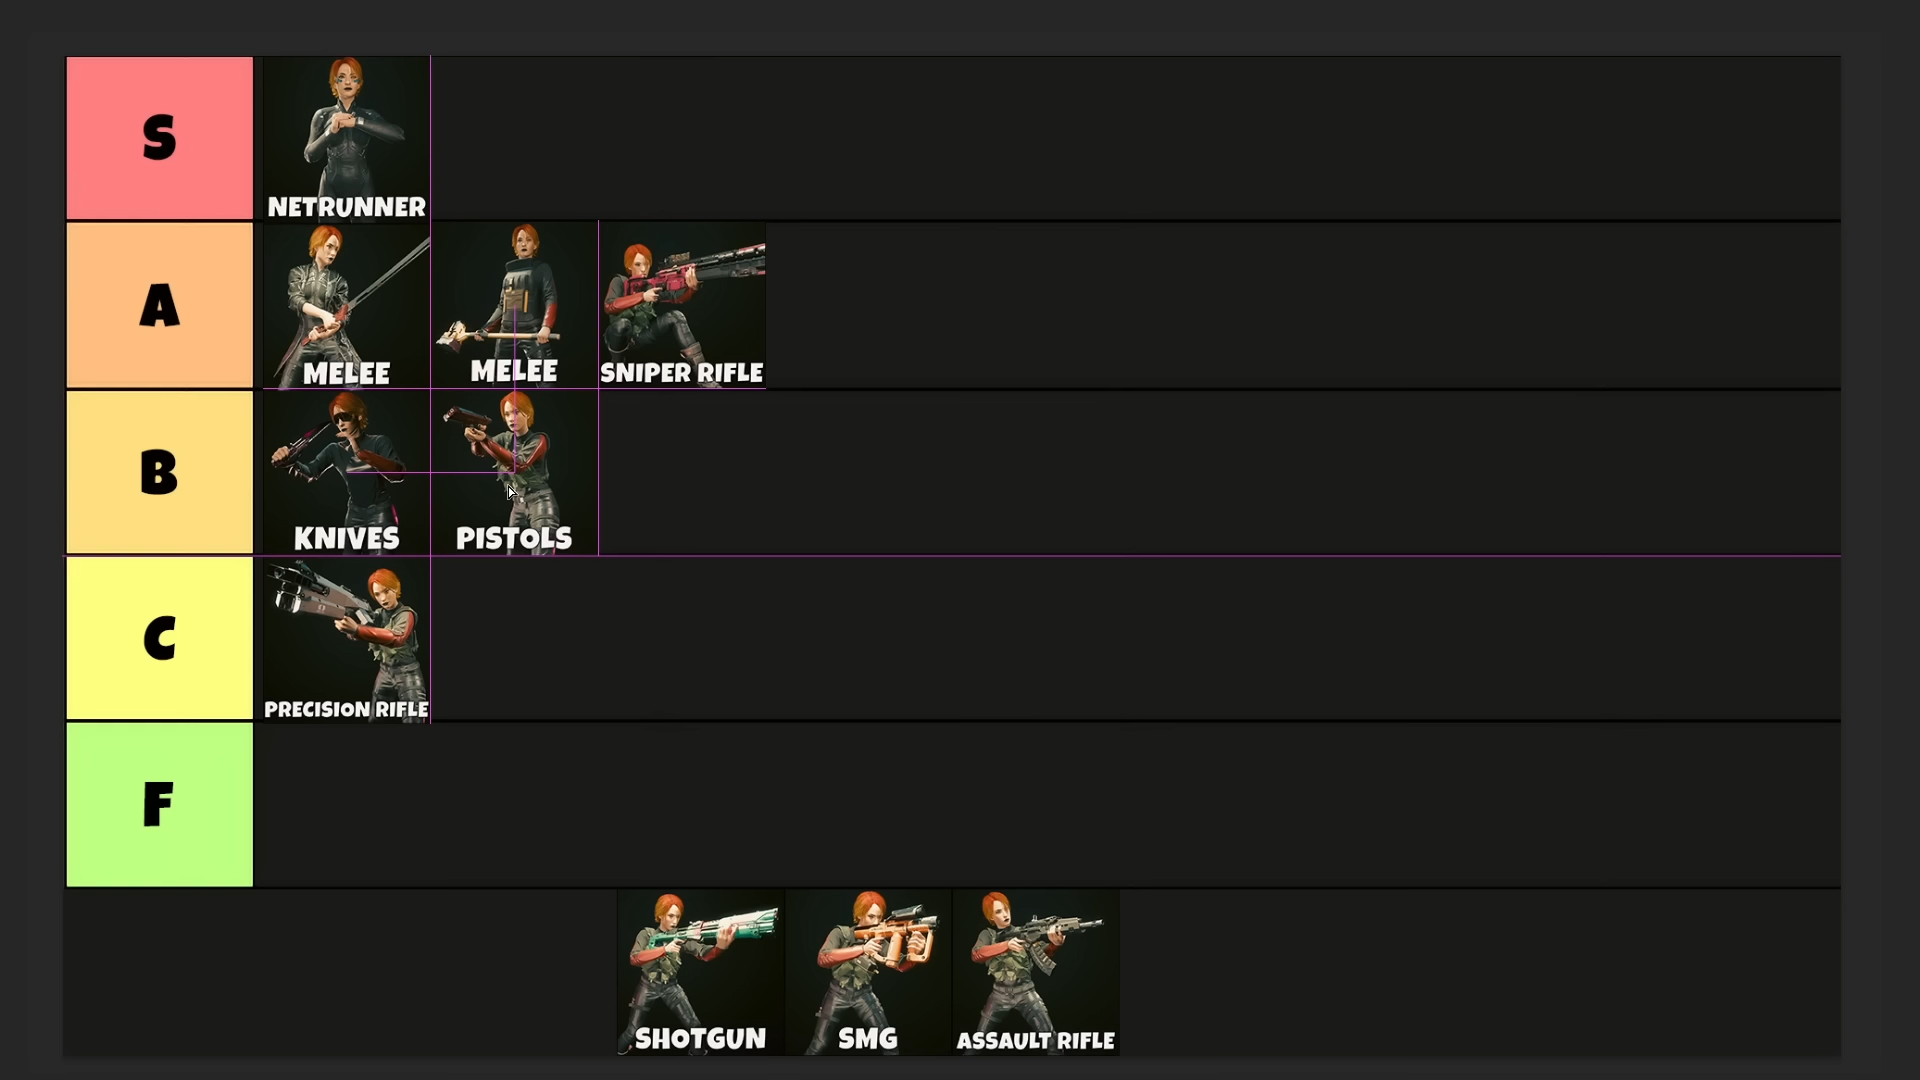 S
NETRUNNER
A
MELEE
MELEE
SNIPER RIFLE
B
KNIVES
PISTOLS
C
PRECISION RIFLE
F
SHOTGUN
SMG
ASSAULT RIFLE